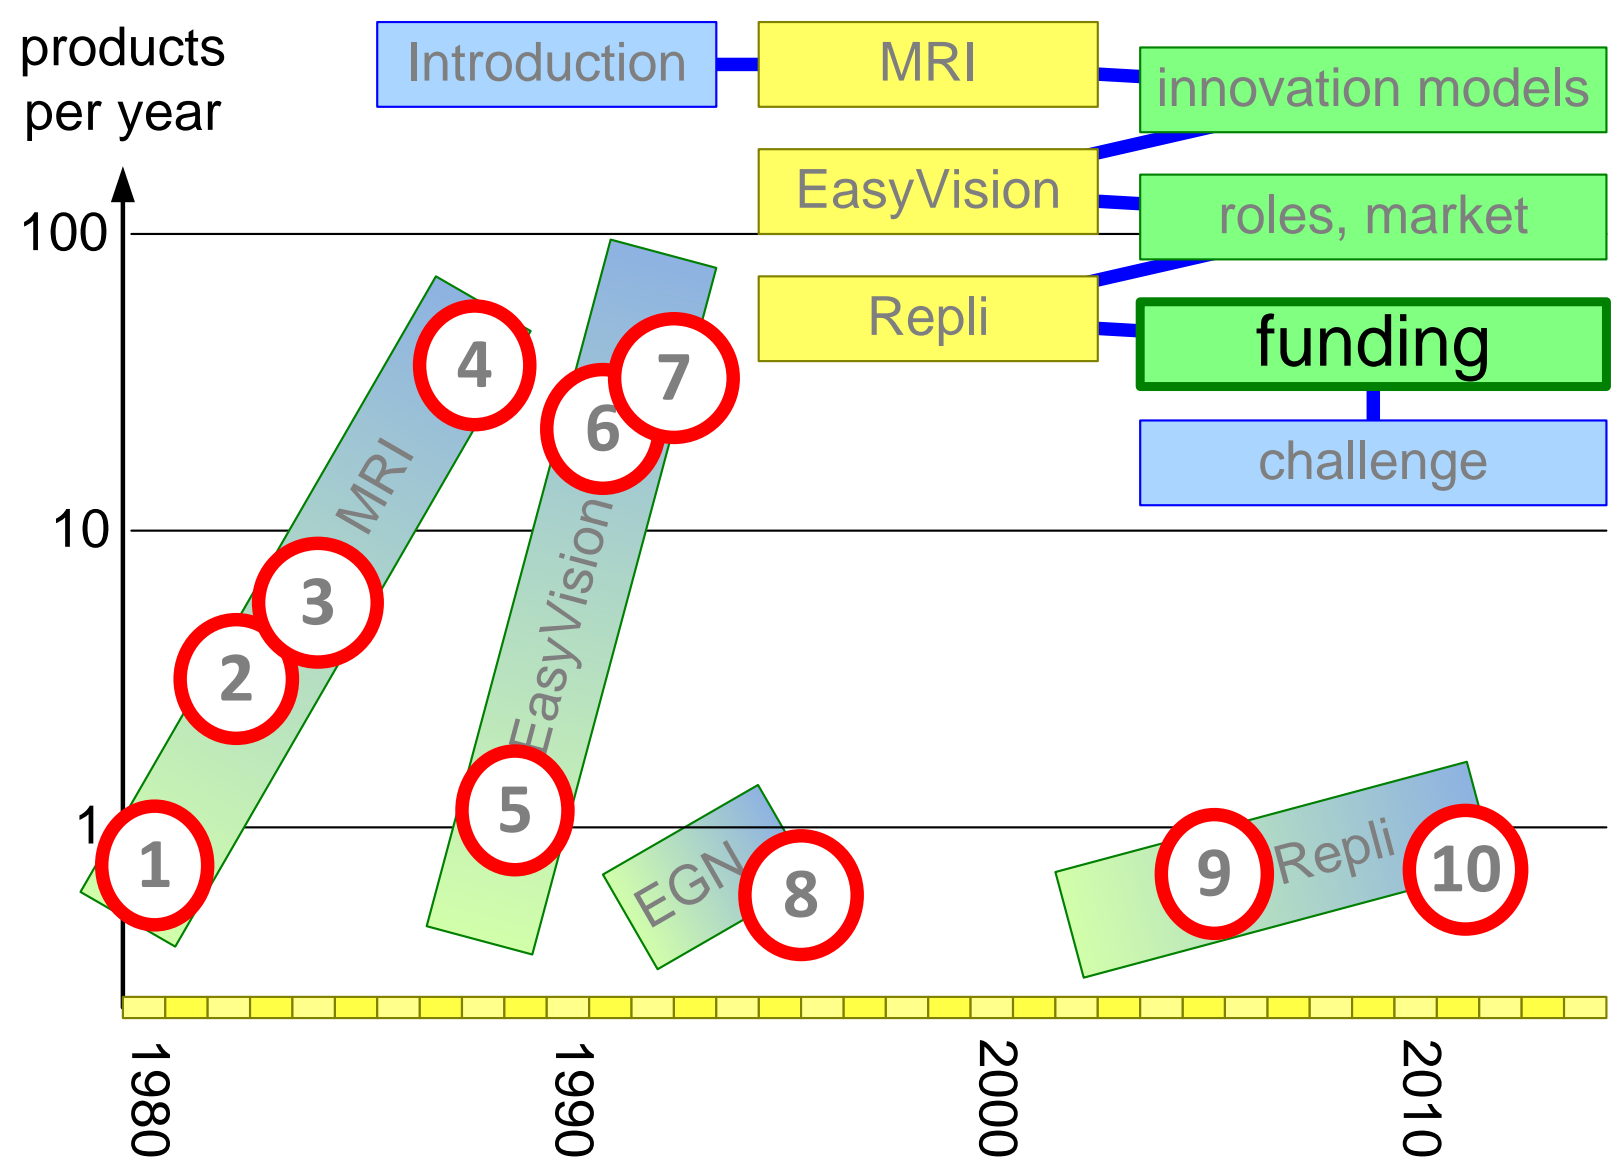 products
per year
Introduction
MRI
innovation models
EasyVision
roles, market
Repli
funding
challenge
100
10
1
MRI
EasyVision
EGN
Repli
1
2
3
4
5
6
7
8
9
10
1980
1990
2000
2010